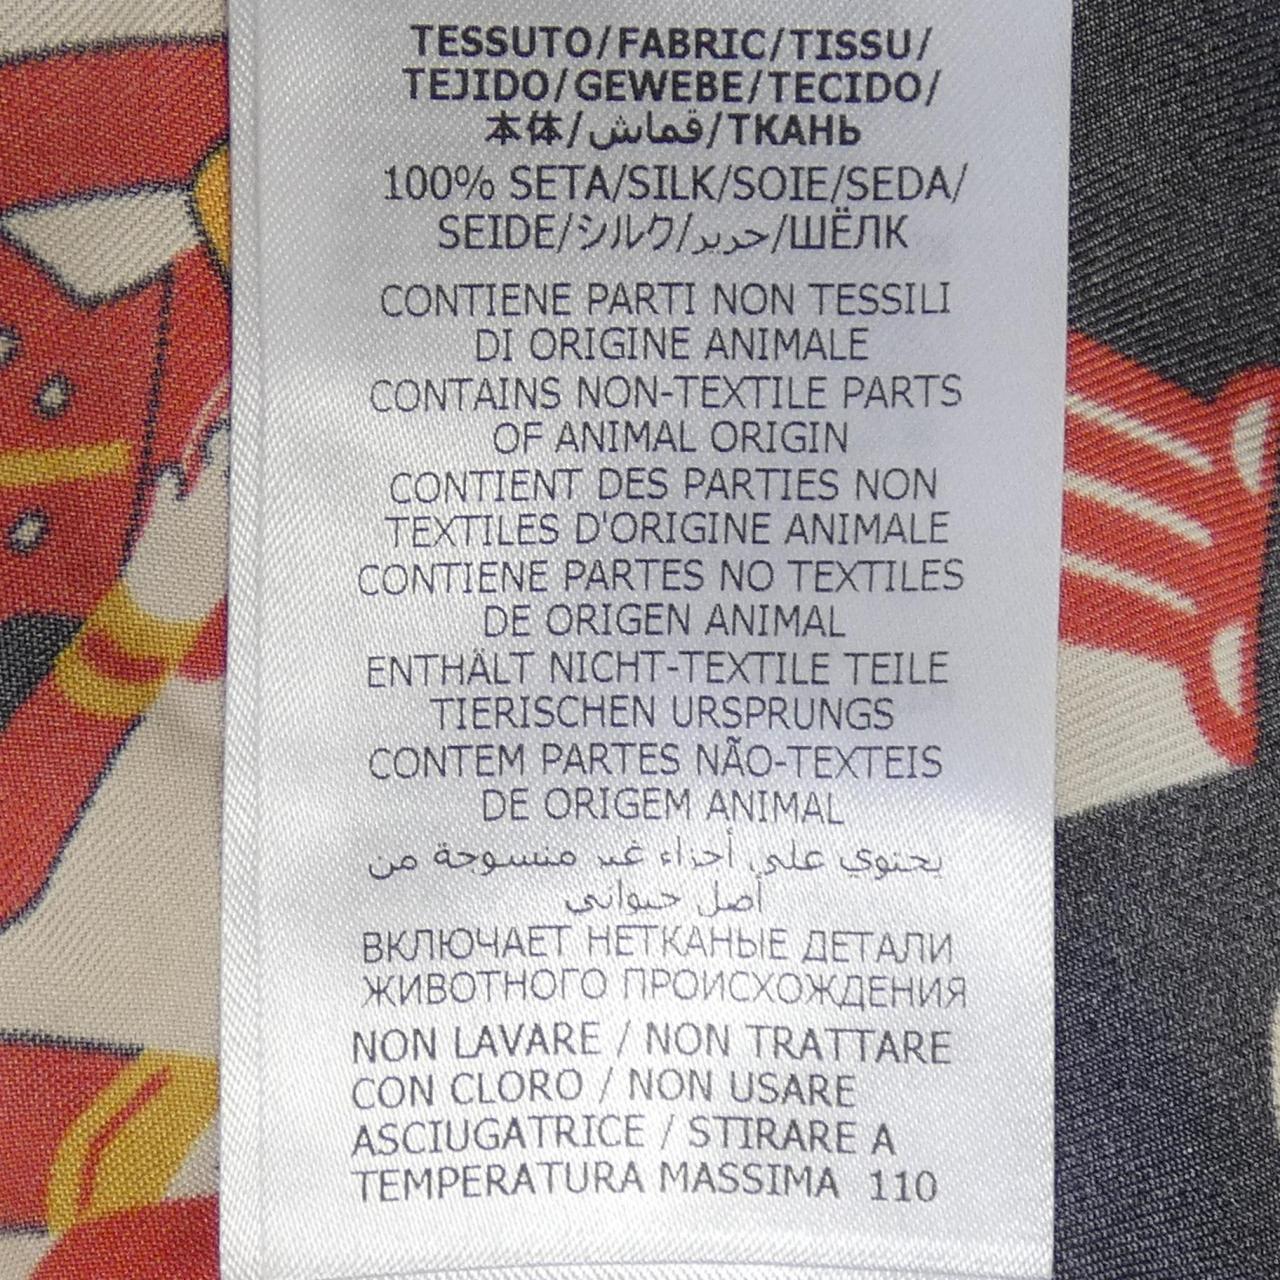 TESSUTO/FABRIC/TISSU/
TEJIDO/GEWEBE/TECIDO/
本体/قماش/ТКАНЬ
100% SETA/SILK/SOIE/SEDA/
SEIDE/シルク/حرير/ШЁЛК
CONTIENE PARTI NON TESSILI
DI ORIGINE ANIMALE
CONTAINS NON-TEXTILE PARTS
OF ANIMAL ORIGIN
CONTIENT DES PARTIES NON
TEXTILES D'ORIGINE ANIMALE
CONTIENE PARTES NO TEXTILES
DE ORIGEN ANIMAL
ENTHÄLT NICHT-TEXTILE TEILE
TIERISCHEN URSPRUNGS
CONTEM PARTES NÃO-TEXTEIS
DE ORIGEM ANIMAL
يحتوي على أجزاء غير منسوجة من
أصل حيواني
ВКЛЮЧАЕТ НЕТКАНЫЕ ДЕТАЛИ
ЖИВОТНОГО ПРОИСХОЖДЕНИЯ
NON LAVARE / NON TRATTARE
CON CLORO / NON USARE
ASCIUGATRICE / STIRARE A
TEMPERATURA MASSIMA 110